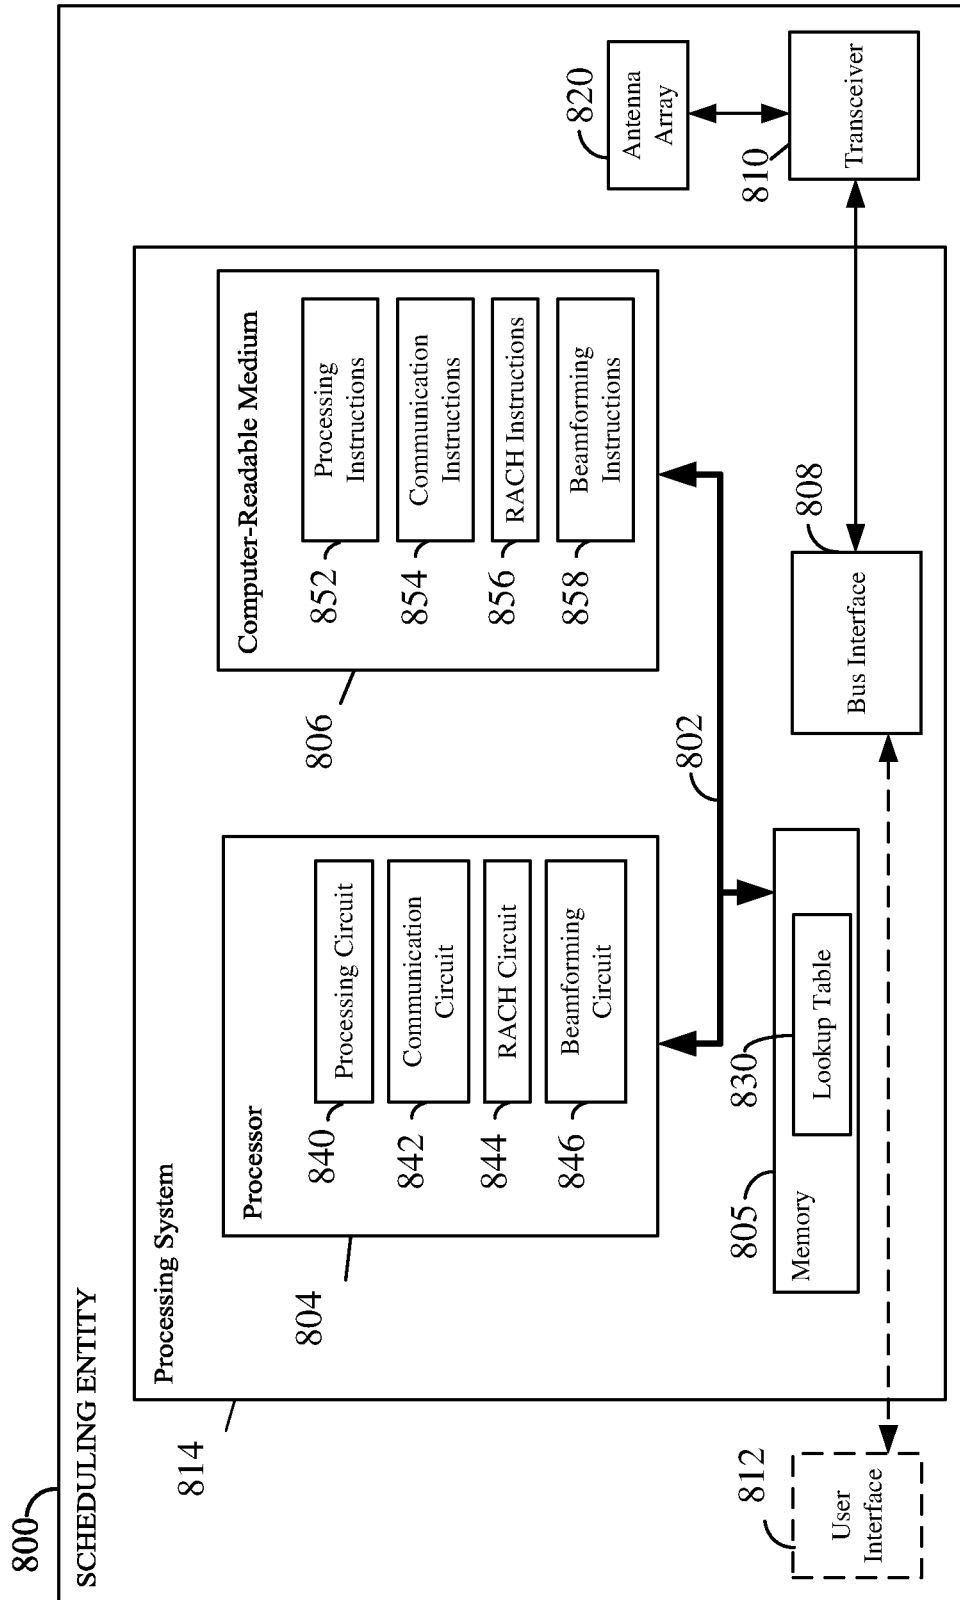 800
SCHEDULING ENTITY
814
Processing System
804
Processor
840
Processing Circuit
842
Communication
Circuit
844
RACH Circuit
846
Beamforming
Circuit
806
Computer-Readable Medium
852
Processing
Instructions
854
Communication
Instructions
856
RACH Instructions
858
Beamforming
Instructions
802
805
Memory
830
Lookup Table
808
Bus Interface
812
User
Interface
820
Antenna
Array
810
Transceiver